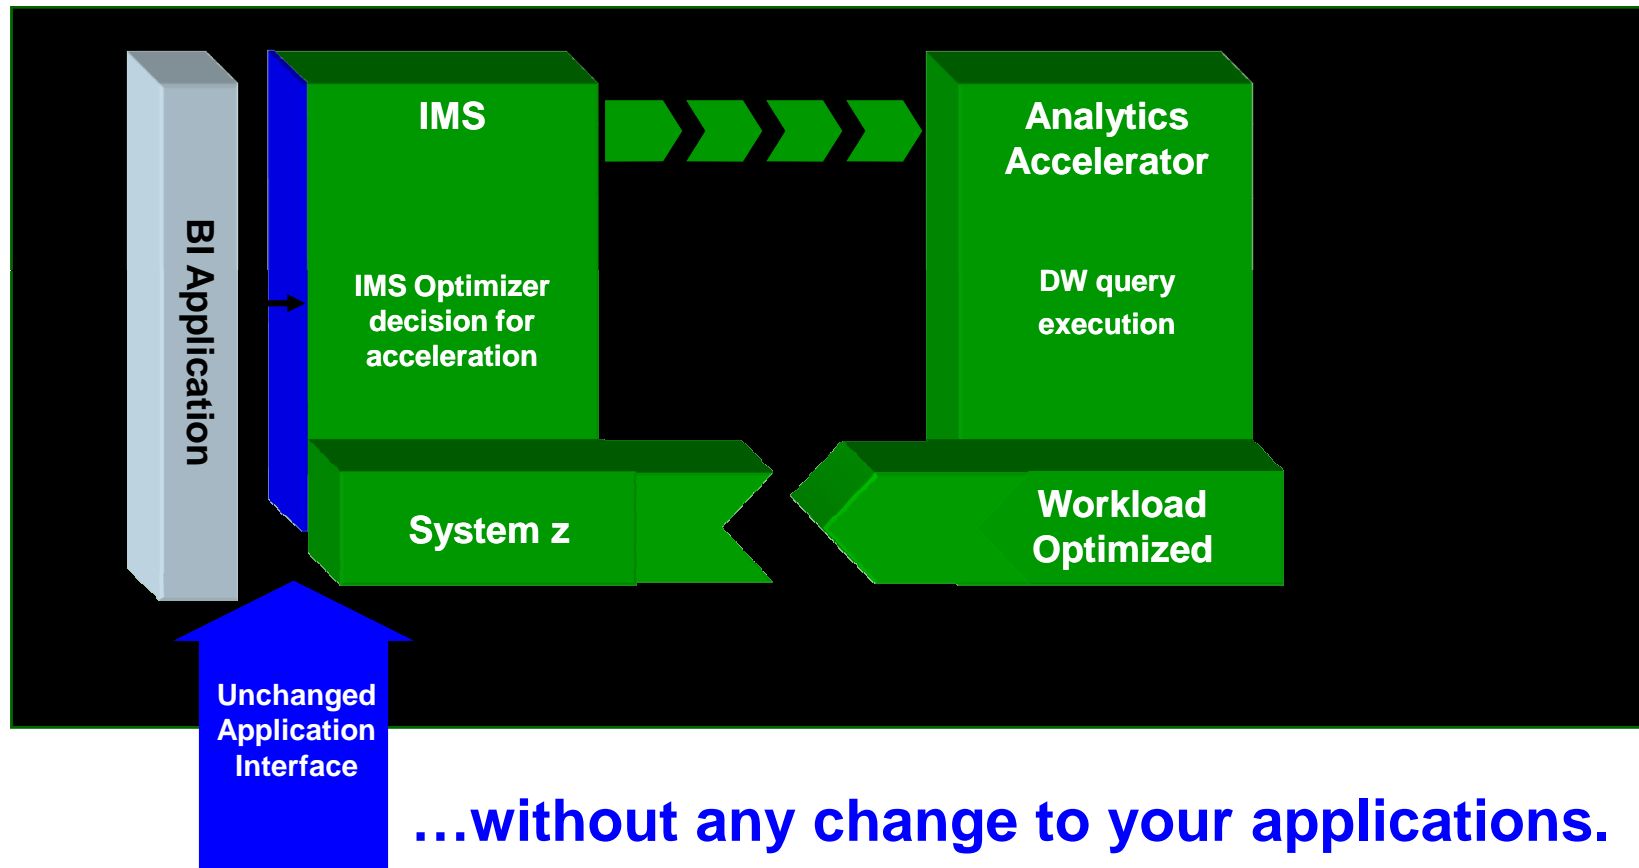 IMS
Analytics
Accelerator
BI Application
IMS Optimizer
decision for
acceleration
DW query
execution
System z
Workload
Optimized
Unchanged
Application
Interface
…without any change to your applications.